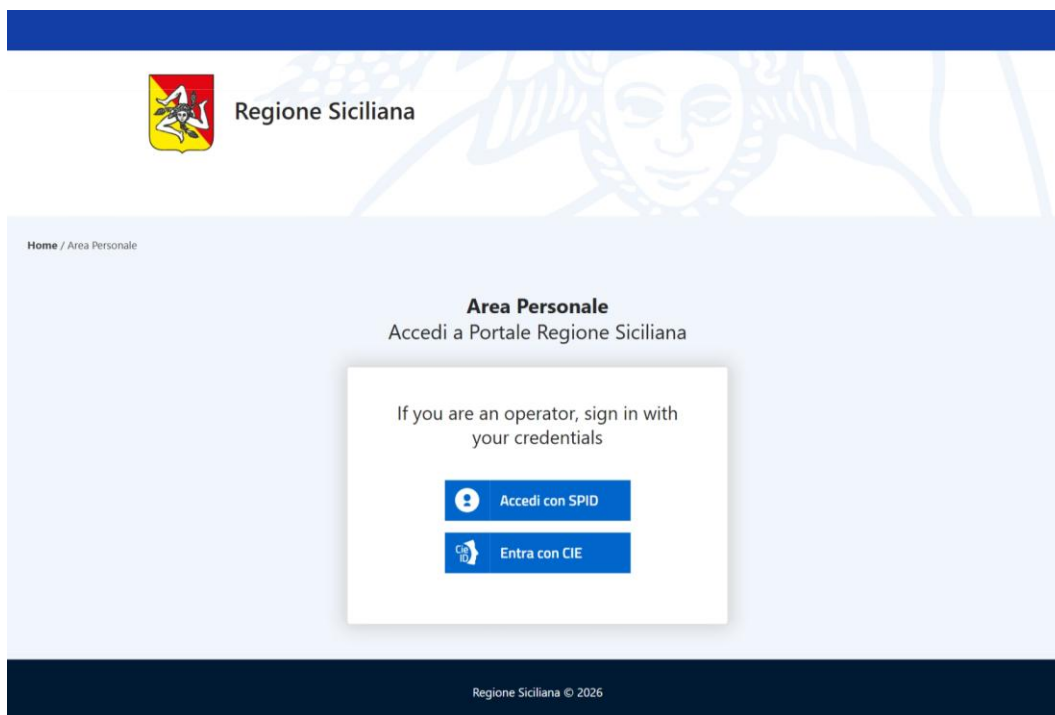 Regione Siciliana
Home / Area Personale
Area Personale
Accedi a Portale Regione Siciliana
If you are an operator, sign in with
your credentials
Accedi con SPID
Cie
ID
Entra con CIE
Regione Siciliana © 2026